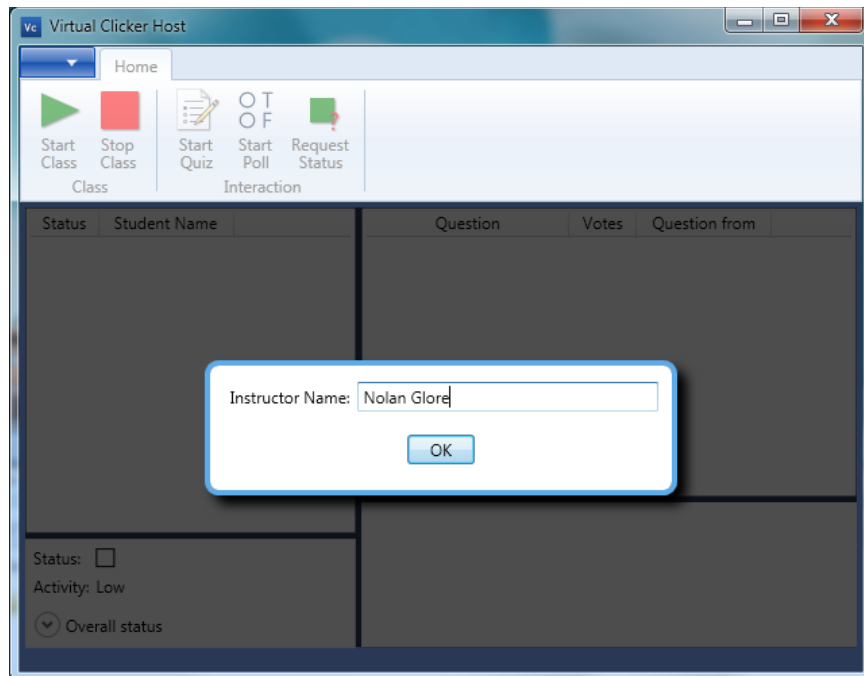 Vc Virtual Clicker Host
Home
Start Class
Stop Class
Start Quiz
O T
O F
Start Poll
Request Status
Class
Interaction
Status Student Name
Question Votes Question from
Instructor Name: Nolan Glore
OK
Status:
Activity: Low
Overall status